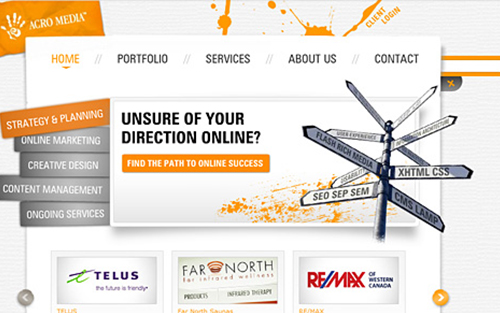 ACRO MEDIA™
CLIENT
LOGIN
HOME // PORTFOLIO // SERVICES // ABOUT US // CONTACT
STRATEGY & PLANNING
ONLINE MARKETING
CREATIVE DESIGN
CONTENT MANAGEMENT
ONGOING SERVICES
UNSURE OF YOUR
DIRECTION ONLINE?
FIND THE PATH TO ONLINE SUCCESS
USER EXPERIENCE
FLASH RICH MEDIA
XHTML CSS
USABILITY
SEO SEP SEM
CMS LAMP
TELUS
the future is friendly
FAR NORTH
far infrared wellness
PRODUCTS
INFRARED THERAPY
RE/MAX
OF WESTERN
CANADA
TELUS
Far North Saunas
RE/MAX